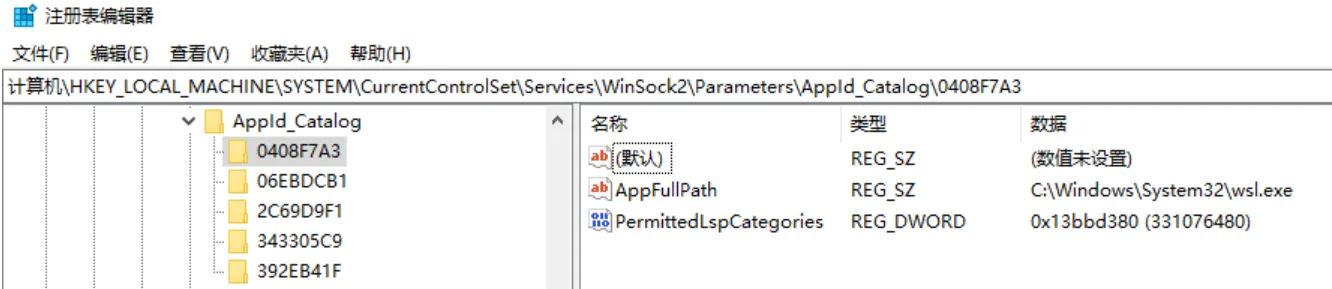 注册表编辑器
文件(F) 编辑(E) 查看(V) 收藏夹(A) 帮助(H)
计算机\HKEY_LOCAL_MACHINE\SYSTEM\CurrentControlSet\Services\WinSock2\Parameters\AppId_Catalog\0408F7A3
AppId_Catalog
0408F7A3
06EBDCB1
2C69D9F1
343305C9
392EB41F
名称 类型 数据
(默认) REG_SZ (数值未设置)
AppFullPath REG_SZ C:\Windows\System32\wsl.exe
PermittedLspCategories REG_DWORD 0x13bbd380 (331076480)